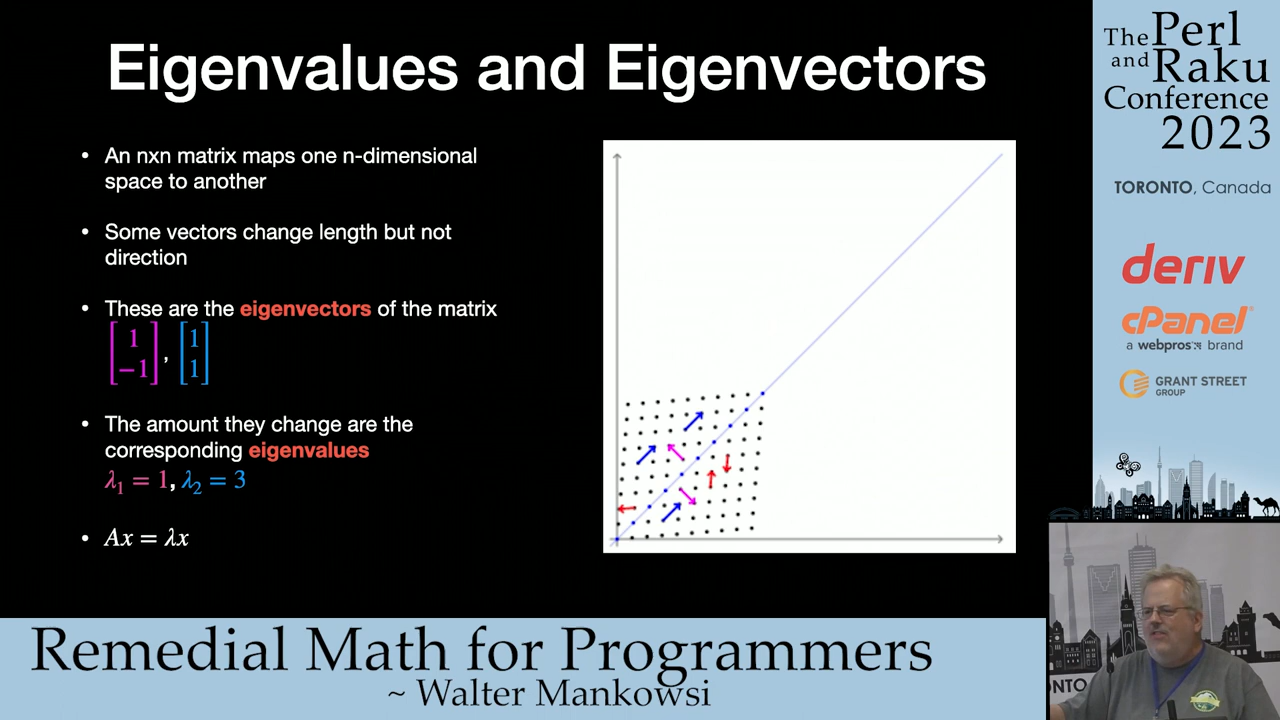 Eigenvalues and Eigenvectors
• An nxn matrix maps one n-dimensional
space to another
• Some vectors change length but not
direction
• These are the eigenvectors of the matrix
[1 −1], [1 1]
• The amount they change are the
corresponding eigenvalues
λ₁ = 1, λ₂ = 3
• Ax = λx
The Perl
and Raku
Conference
2023
TORONTO, Canada
deriv
cPanel®
a webpros brand
GRANT STREET
GROUP
NTO
Remedial Math for Programmers
~ Walter Mankowsi